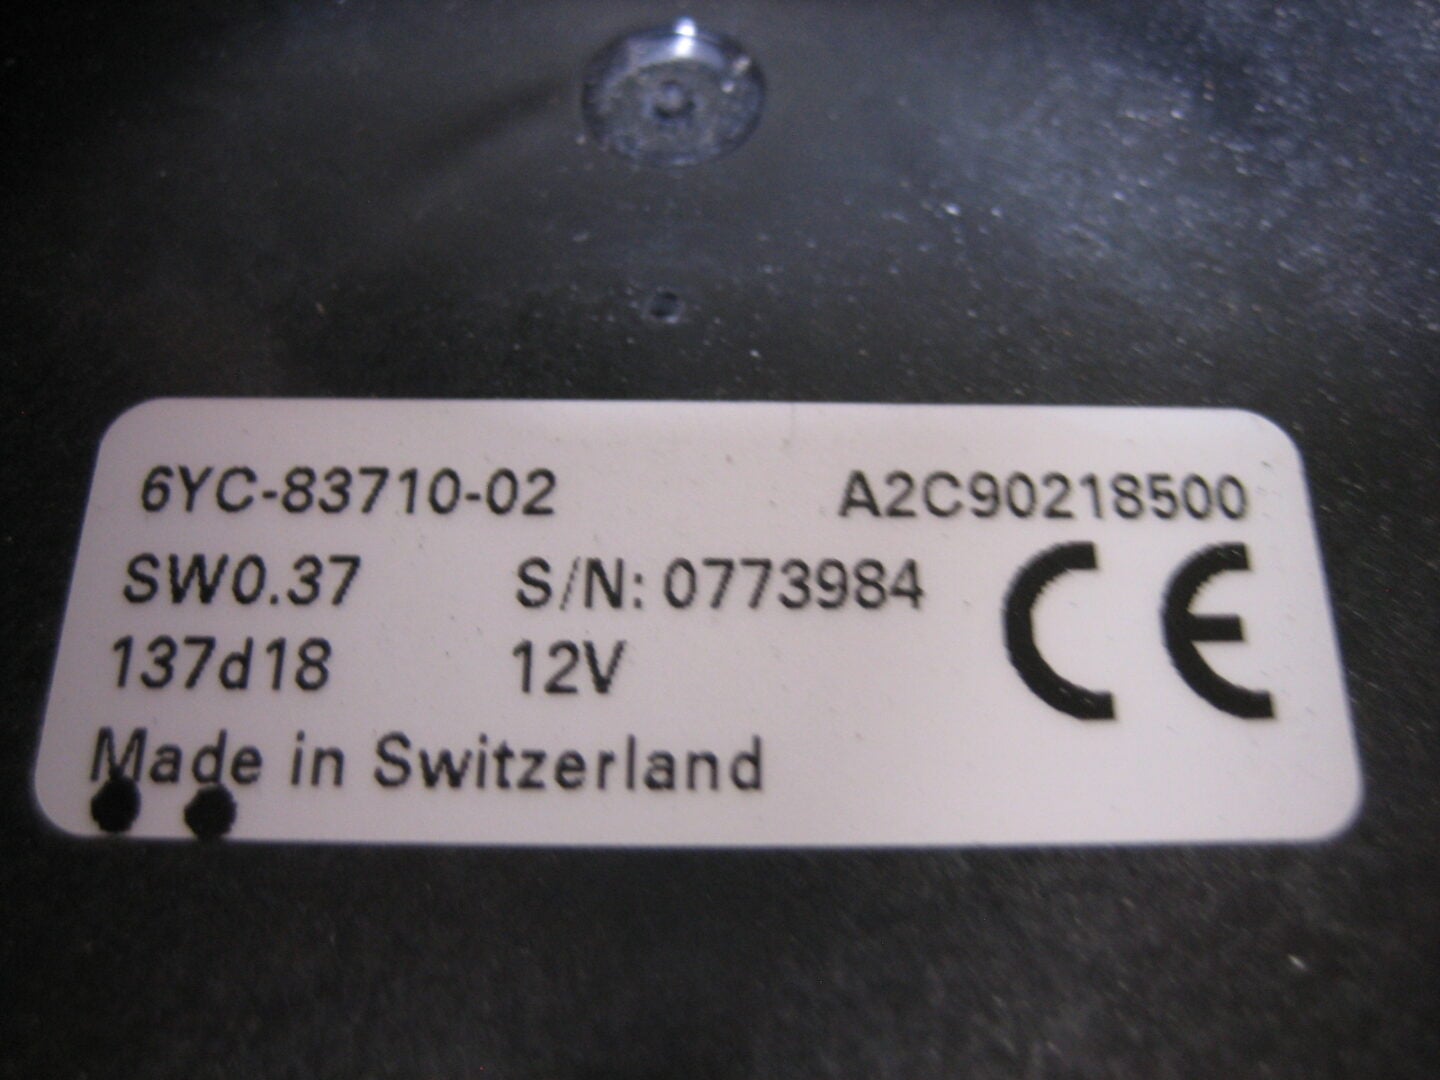 6YC-83710-02 A2C90218500
SW0.37 S/N: 0773984
137d18 12V CE
Made in Switzerland